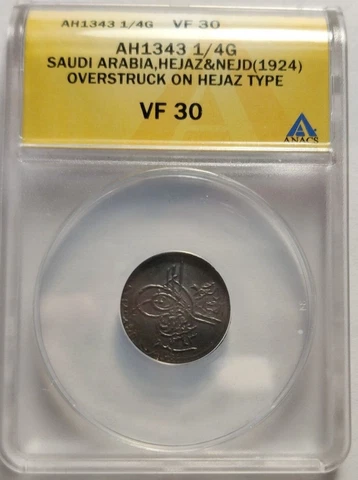 AH1343 1/4G VF 30
AH1343 1/4G
SAUDI ARABIA,HEJAZ&NEJD(1924)
OVERSTRUCK ON HEJAZ TYPE
VF 30
ANACS